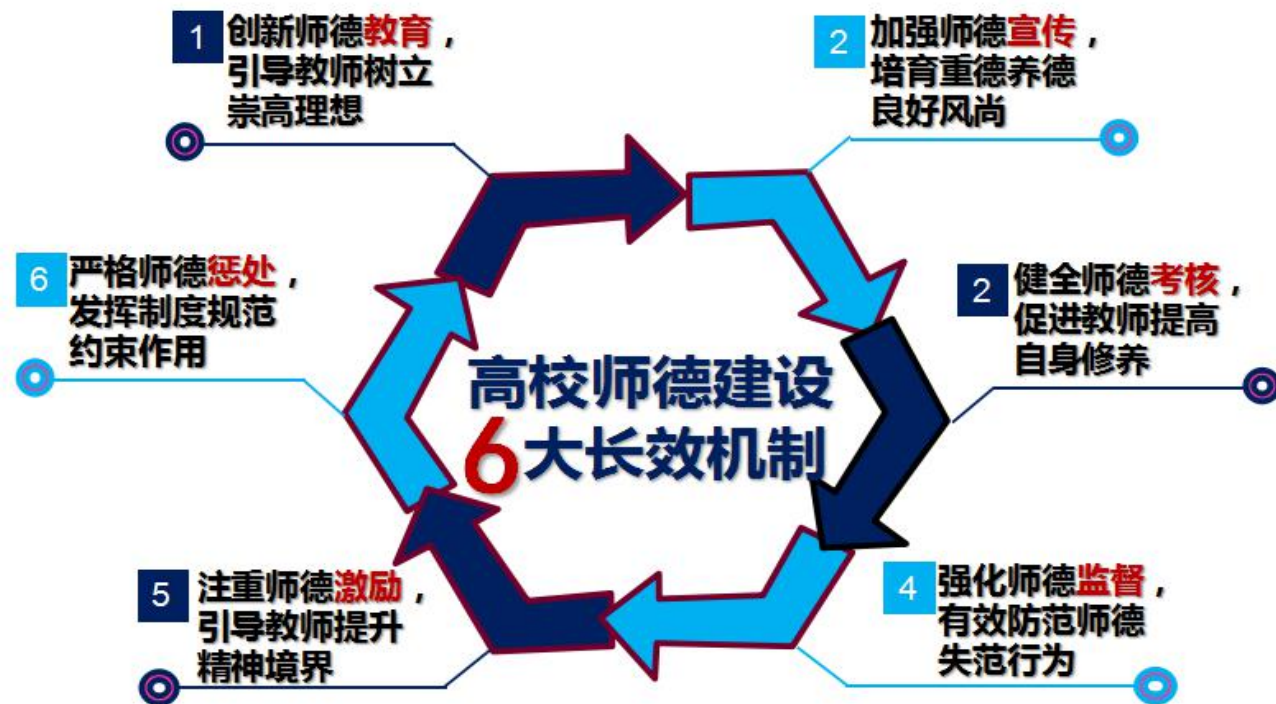 1
创新师德教育，
引导教师树立
崇高理想
2
加强师德宣传，
培育重德养德
良好风尚
2
健全师德考核，
促进教师提高
自身修养
4
强化师德监督，
有效防范师德
失范行为
5
注重师德激励，
引导教师提升
精神境界
6
严格师德惩处，
发挥制度规范
约束作用
高校师德建设
6大长效机制